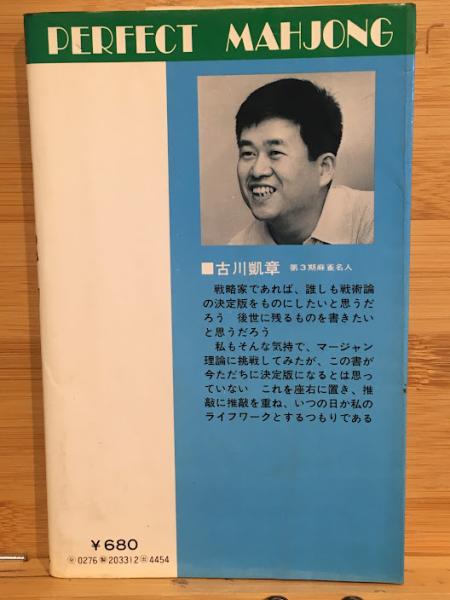 PERFECT MAHJONG
■古川凱章 第3期麻雀名人
戦略家であれば、誰しも戦術論
の決定版をものにしたいと思うだ
ろう 後世に残るものを書きたい
と思うだろう
私もそんな気持で、マージャン
理論に挑戦してみたが、この書が
今ただちに決定版になるとは思っ
ていない これを座右に置き、推
敲に推敲を重ね、いつの日か私の
ライフワークとするつもりである
¥680
0276 203312 4454